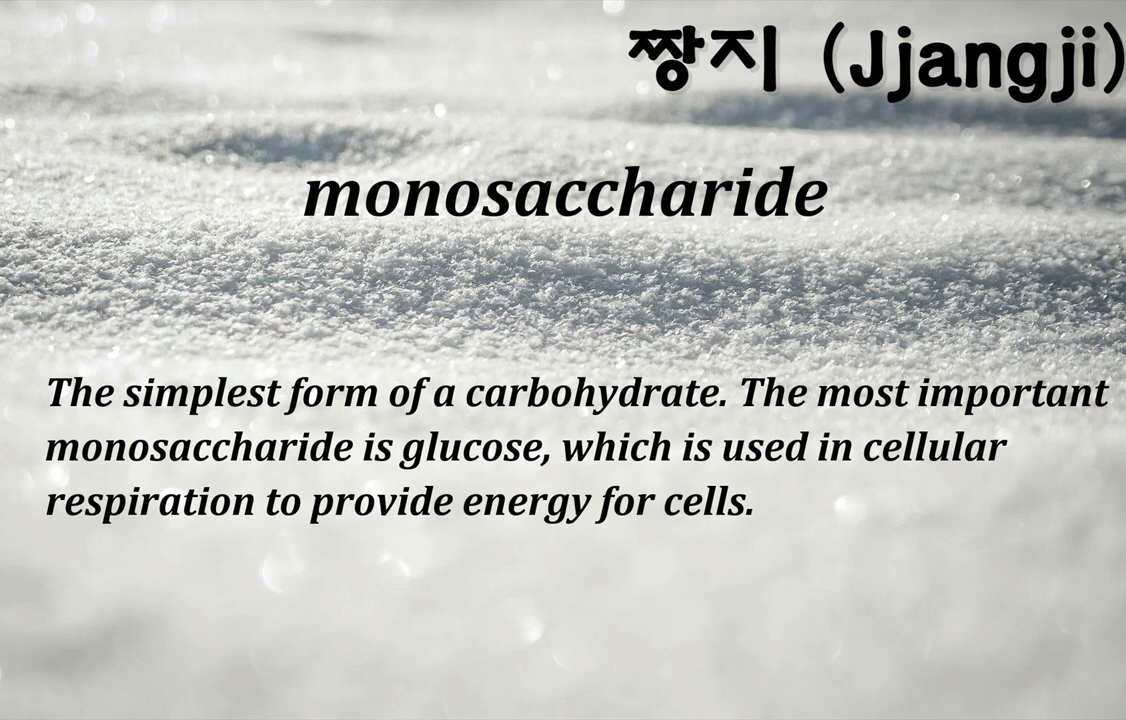 짱지 (Jjangji)
monosaccharide
The simplest form of a carbohydrate. The most important
monosaccharide is glucose, which is used in cellular
respiration to provide energy for cells.